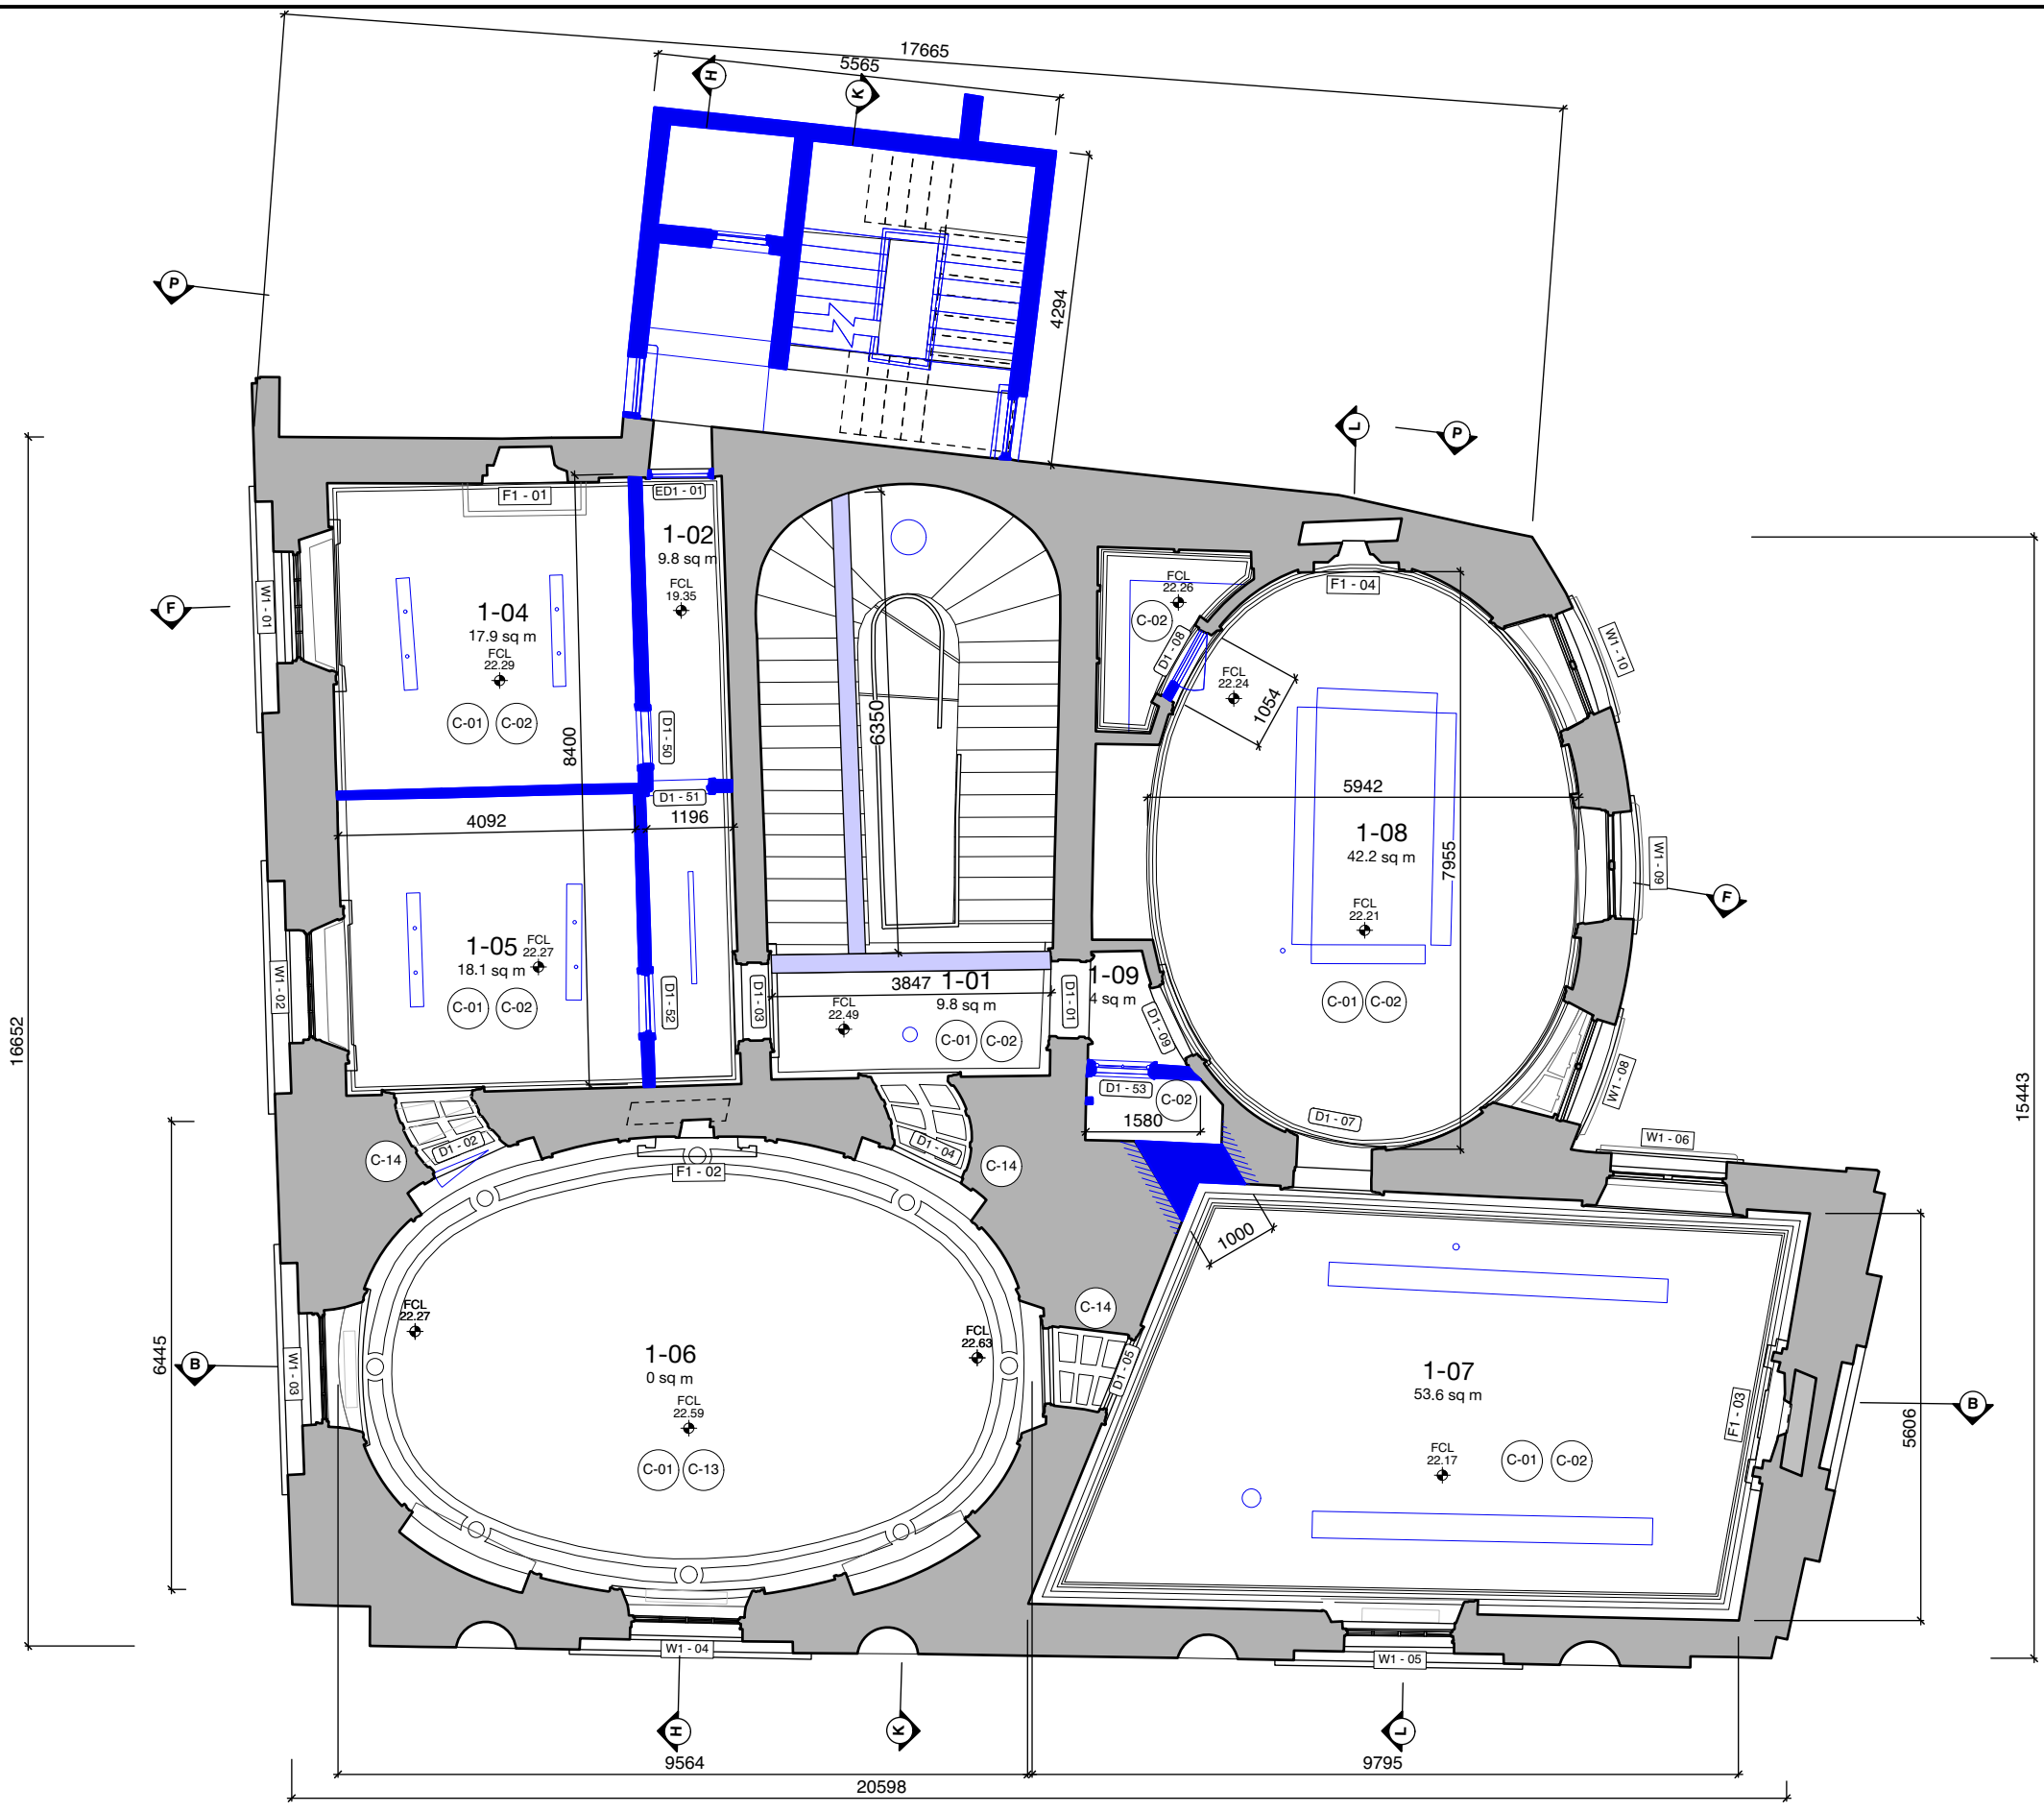 17665
5565
H
K
4294
P
L
P
16652
15443
F1 - 01
ED1 - 01
1-02
9.8 sq m
FCL
19.35
W1 - 01
F
1-04
17.9 sq m
FCL
22.29
C-01
C-02
D1 - 50
8400
6350
FCL
22.26
C-02
D1 - 08
FCL
22.24
1054
F1 - 04
W1 - 10
D1 - 51
4092
1196
5942
1-08
42.2 sq m
7955
W1 - 09
F
FCL
22.21
C-01
C-02
1-05
18.1 sq m
FCL
22.27
C-01
C-02
W1 - 02
D1 - 52
D1 - 03
3847
1-01
9.8 sq m
FCL
22.49
C-01
C-02
D1 - 01
1-09
4 sq m
D1 - 09
D1 - 53
C-02
1580
D1 - 07
W1 - 08
W1 - 06
C-14
D1 - 02
F1 - 02
D1 - 04
C-14
1000
6445
B
W1 - 03
FCL
22.27
FCL
22.63
1-06
0 sq m
FCL
22.59
C-01
C-13
C-14
D1 - 05
1-07
53.6 sq m
FCL
22.17
C-01
C-02
F1 - 03
5606
B
W1 - 04
W1 - 05
H
K
L
9564
9795
20598